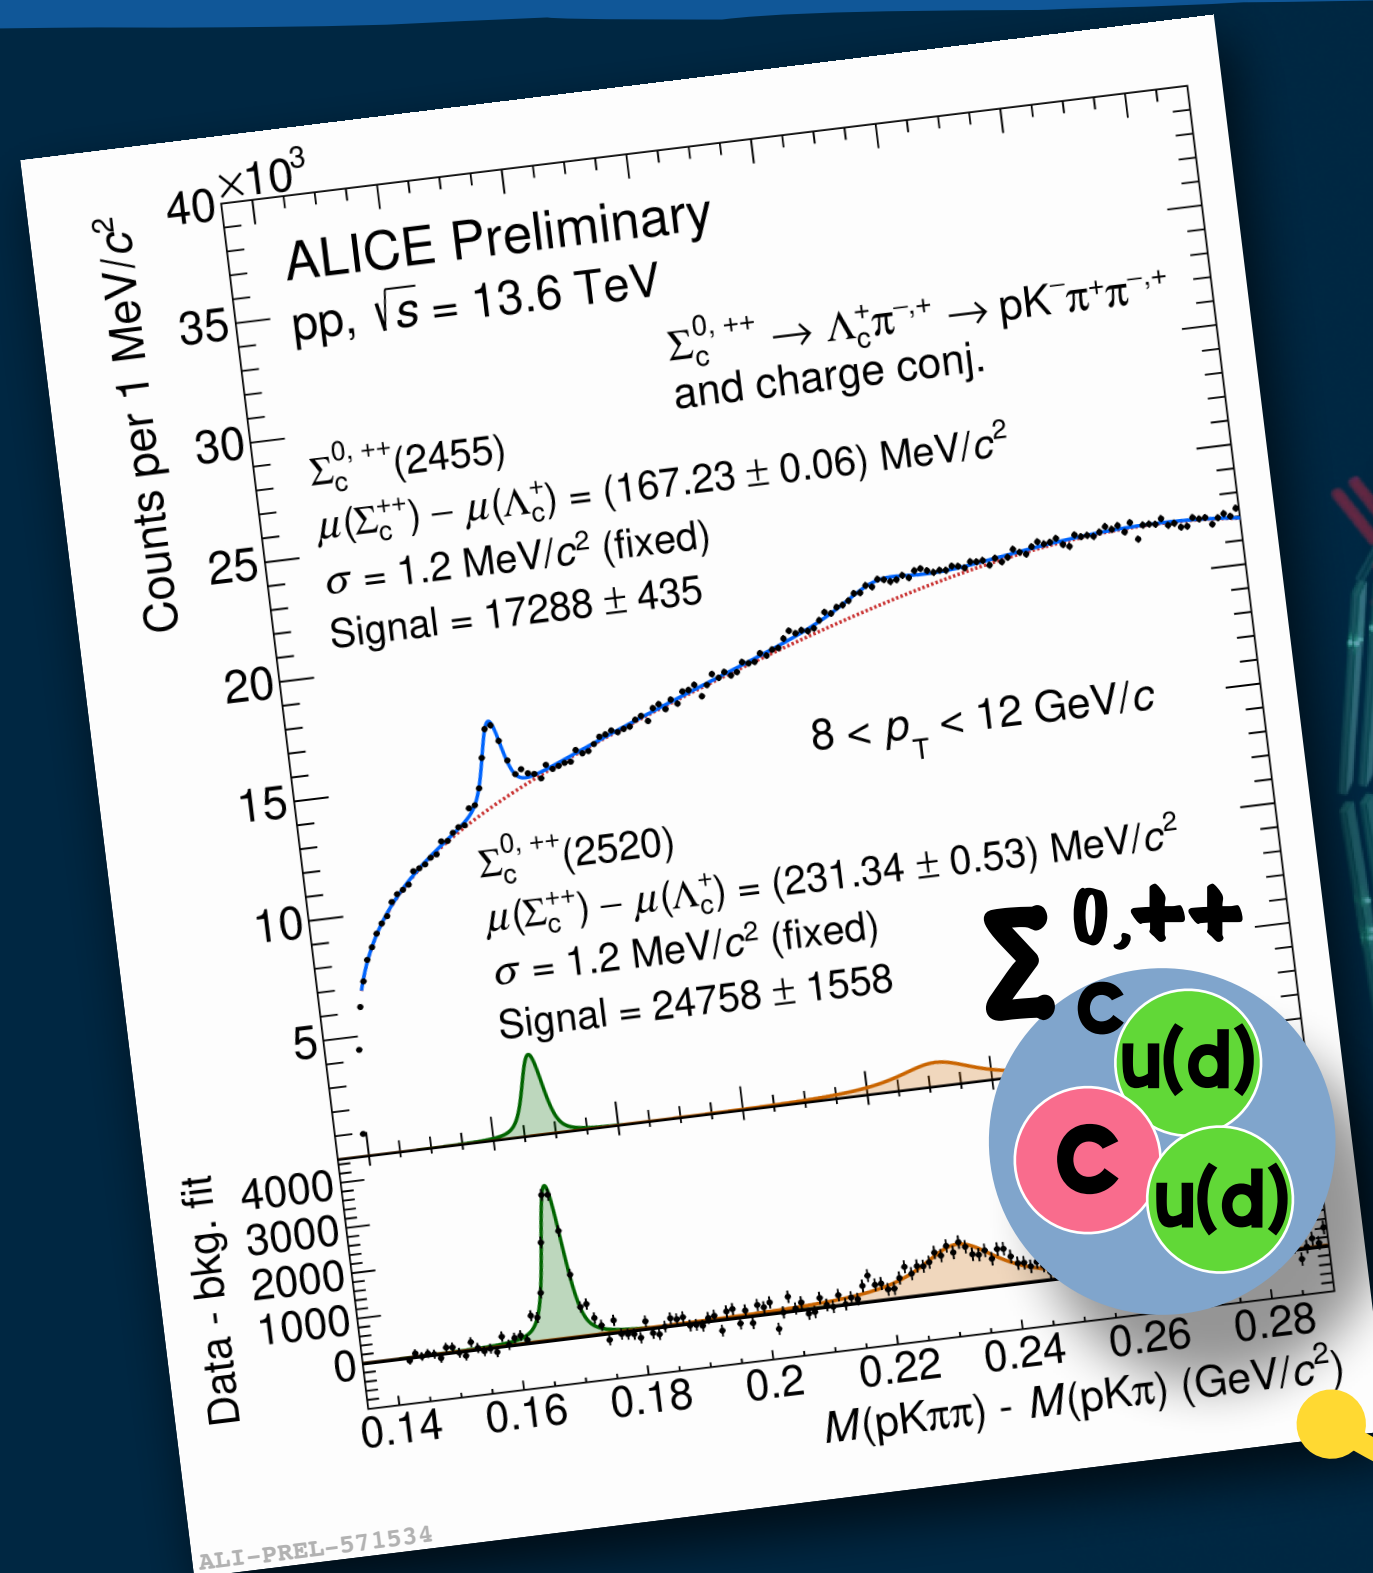 ×10³
40
35
30
25
20
15
10
5
Counts per 1 MeV/c²
ALICE Preliminary
pp, √s = 13.6 TeV
Σc⁰, ⁺⁺ → Λc⁺π⁻,⁺ → pK⁻π⁺π⁻,⁺
and charge conj.
Σc⁰, ⁺⁺(2455)
μ(Σc⁺⁺) − μ(Λc⁺) = (167.23 ± 0.06) MeV/c²
σ = 1.2 MeV/c² (fixed)
Signal = 17288 ± 435
8 < pT < 12 GeV/c
Σc⁰, ⁺⁺(2520)
μ(Σc⁺⁺) − μ(Λc⁺) = (231.34 ± 0.53) MeV/c²
σ = 1.2 MeV/c² (fixed)
Signal = 24758 ± 1558
Σc⁰,⁺⁺
u(d)
c
u(d)
Data - bkg. fit
4000
3000
2000
1000
0
0.14 0.16 0.18 0.2 0.22 0.24 0.26 0.28
M(pKππ) - M(pKπ) (GeV/c²)
ALI-PREL-571534